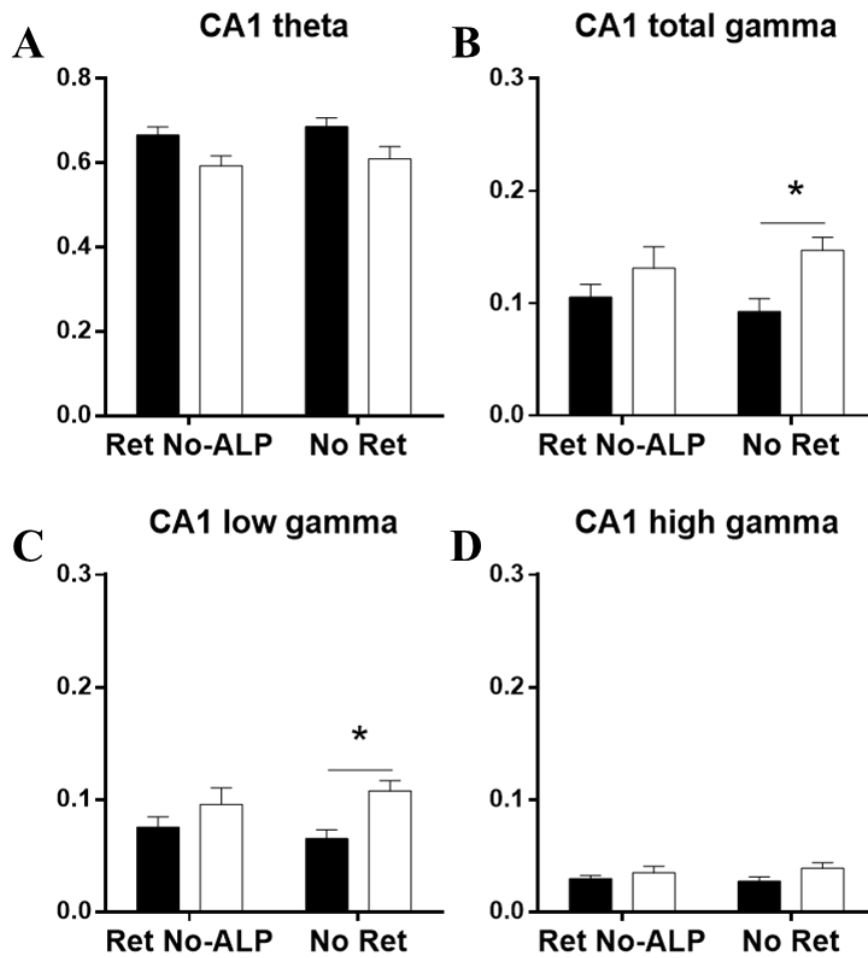 A
CA1 theta
0.8
0.6
0.4
0.2
0.0
Ret No-ALP No Ret
B
CA1 total gamma
0.3
0.2
0.1
0.0
*
Ret No-ALP No Ret
C
CA1 low gamma
0.3
0.2
0.1
0.0
*
Ret No-ALP No Ret
D
CA1 high gamma
0.3
0.2
0.1
0.0
Ret No-ALP No Ret